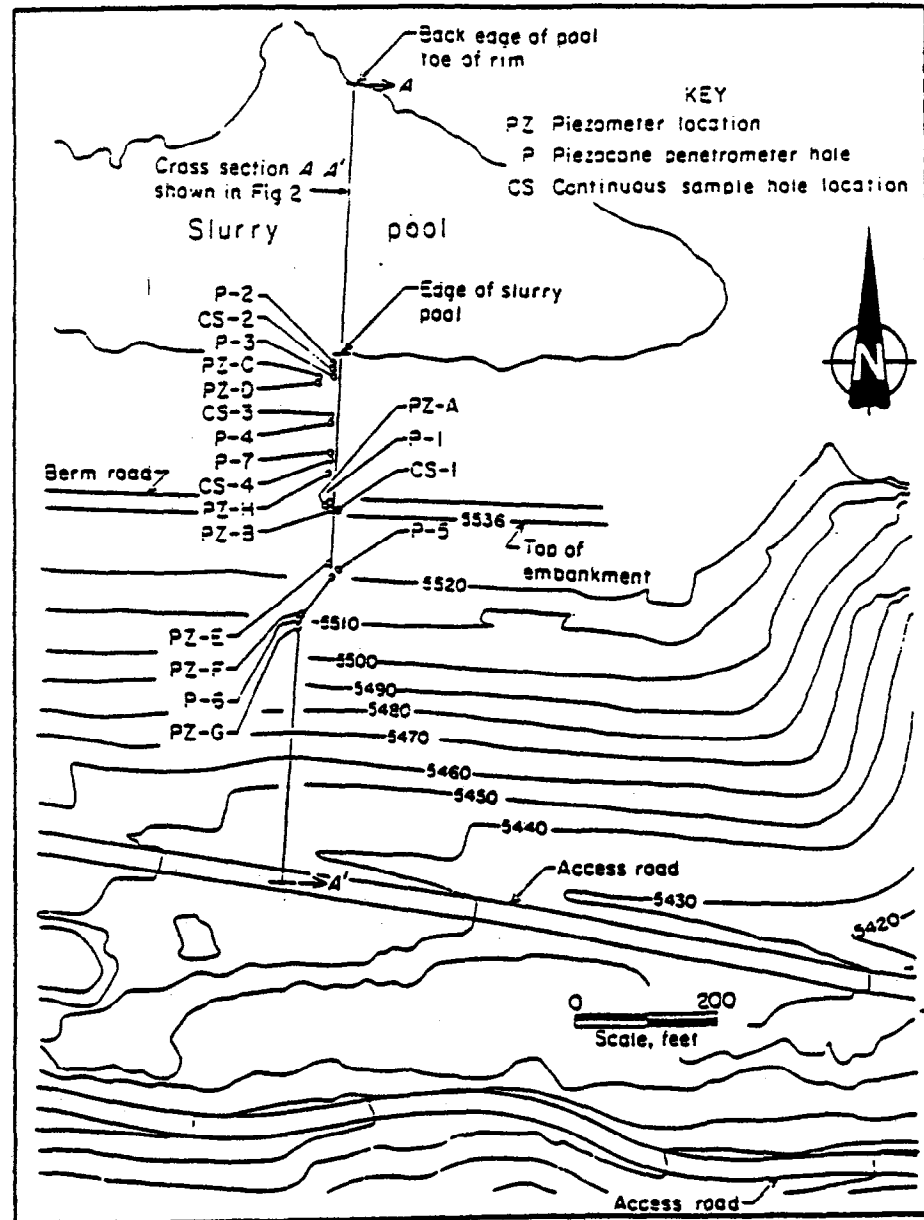 Back edge of pool
toe of rim
A
KEY
PZ Piezometer location
P Piezocone penetrometer hole
CS Continuous sample hole location
Cross section A A'
shown in Fig 2
Slurry pool
Edge of slurry
pool
P-2
CS-2
P-3
PZ-C
PZ-D
CS-3
P-4
P-7
CS-4
PZ-H
PZ-B
PZ-A
P-1
CS-1
P-5
N
Berm road
5536
Top of
embankment
5520
5510
5500
5490
5480
5470
5460
5450
5440
5430
5420
PZ-E
PZ-F
P-6
PZ-G
A'
Access road
0 200
Scale, feet
Access road